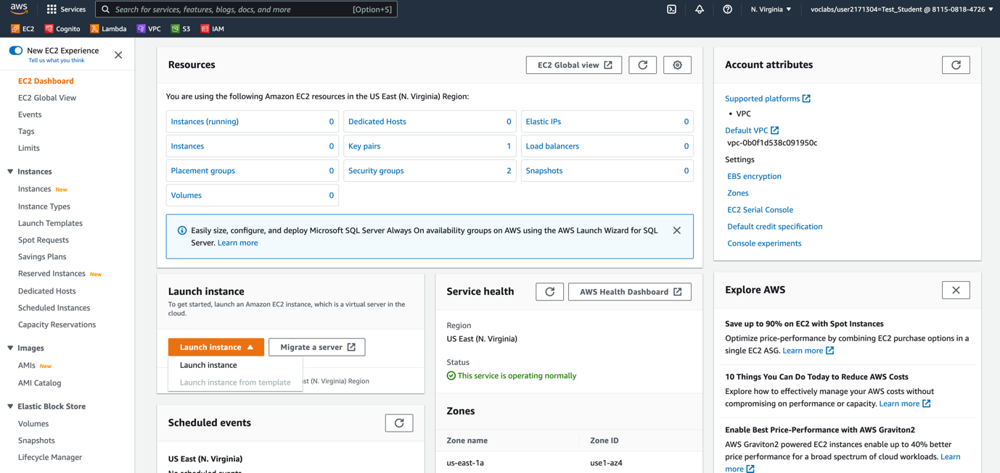 aws
Services
Search for services, features, blogs, docs, and more
[Option+S]
N. Virginia
voclabs/user2171304=Test_Student @ 8115-0818-4726
EC2
Cognito
Lambda
VPC
S3
IAM
New EC2 Experience
Tell us what you think
EC2 Dashboard
EC2 Global View
Events
Tags
Limits
Instances
Instances New
Instance Types
Launch Templates
Spot Requests
Savings Plans
Reserved Instances New
Dedicated Hosts
Scheduled Instances
Capacity Reservations
Images
AMIs New
AMI Catalog
Elastic Block Store
Volumes
Snapshots
Lifecycle Manager
Resources
EC2 Global view
You are using the following Amazon EC2 resources in the US East (N. Virginia) Region:
Instances (running) 0
Dedicated Hosts 0
Elastic IPs 0
Instances 0
Key pairs 1
Load balancers 0
Placement groups 0
Security groups 2
Snapshots 0
Volumes 0
Easily size, configure, and deploy Microsoft SQL Server Always On availability groups on AWS using the AWS Launch Wizard for SQL
Server. Learn more
Launch instance
To get started, launch an Amazon EC2 instance, which is a virtual server in the
cloud.
Launch instance
Migrate a server
Launch instance
Launch instance from template
st (N. Virginia) Region
Scheduled events
US East (N. Virginia)
No scheduled events
Service health
AWS Health Dashboard
Region
US East (N. Virginia)
Status
This service is operating normally
Zones
Zone name
Zone ID
us-east-1a
use1-az4
Account attributes
Supported platforms
• VPC
Default VPC
vpc-0b0f1d538c091950c
Settings
EBS encryption
Zones
EC2 Serial Console
Default credit specification
Console experiments
Explore AWS
Save up to 90% on EC2 with Spot Instances
Optimize price-performance by combining EC2 purchase options in a
single EC2 ASG. Learn more
10 Things You Can Do Today to Reduce AWS Costs
Explore how to effectively manage your AWS costs without
compromising on performance or capacity. Learn more
Enable Best Price-Performance with AWS Graviton2
AWS Graviton2 powered EC2 instances enable up to 40% better
price performance for a broad spectrum of cloud workloads. Learn
more